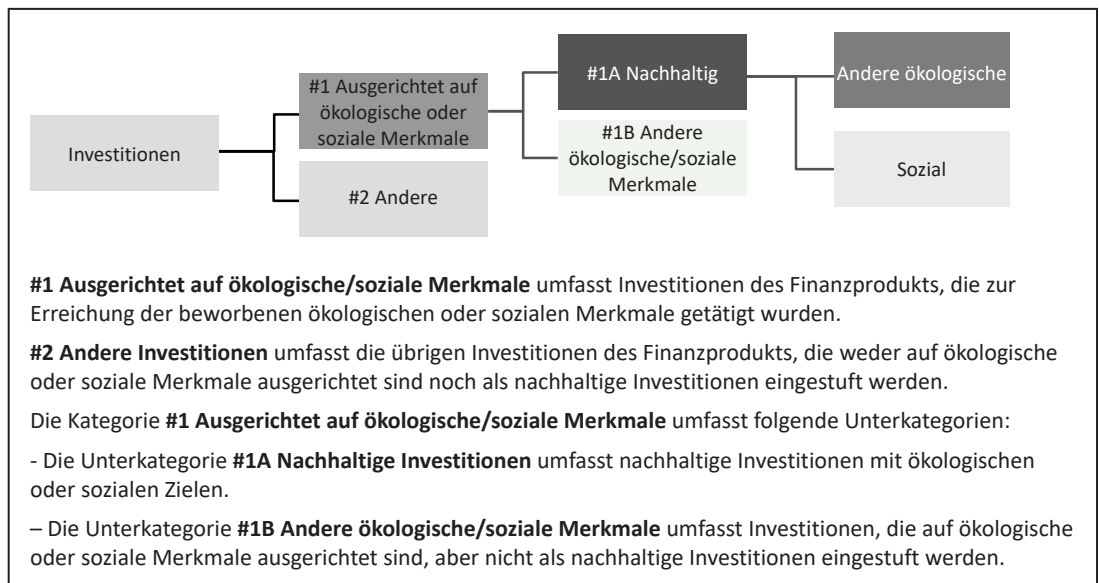 #1A Nachhaltig
Andere ökologische
#1 Ausgerichtet auf
ökologische oder
soziale Merkmale
Investitionen
#1B Andere
ökologische/soziale
Merkmale
Sozial
#2 Andere
#1 Ausgerichtet auf ökologische/soziale Merkmale umfasst Investitionen des Finanzprodukts, die zur
Erreichung der beworbenen ökologischen oder sozialen Merkmale getätigt wurden.
#2 Andere Investitionen umfasst die übrigen Investitionen des Finanzprodukts, die weder auf ökologische
oder soziale Merkmale ausgerichtet sind noch als nachhaltige Investitionen eingestuft werden.
Die Kategorie #1 Ausgerichtet auf ökologische/soziale Merkmale umfasst folgende Unterkategorien:
- Die Unterkategorie #1A Nachhaltige Investitionen umfasst nachhaltige Investitionen mit ökologischen
oder sozialen Zielen.
– Die Unterkategorie #1B Andere ökologische/soziale Merkmale umfasst Investitionen, die auf ökologische
oder soziale Merkmale ausgerichtet sind, aber nicht als nachhaltige Investitionen eingestuft werden.